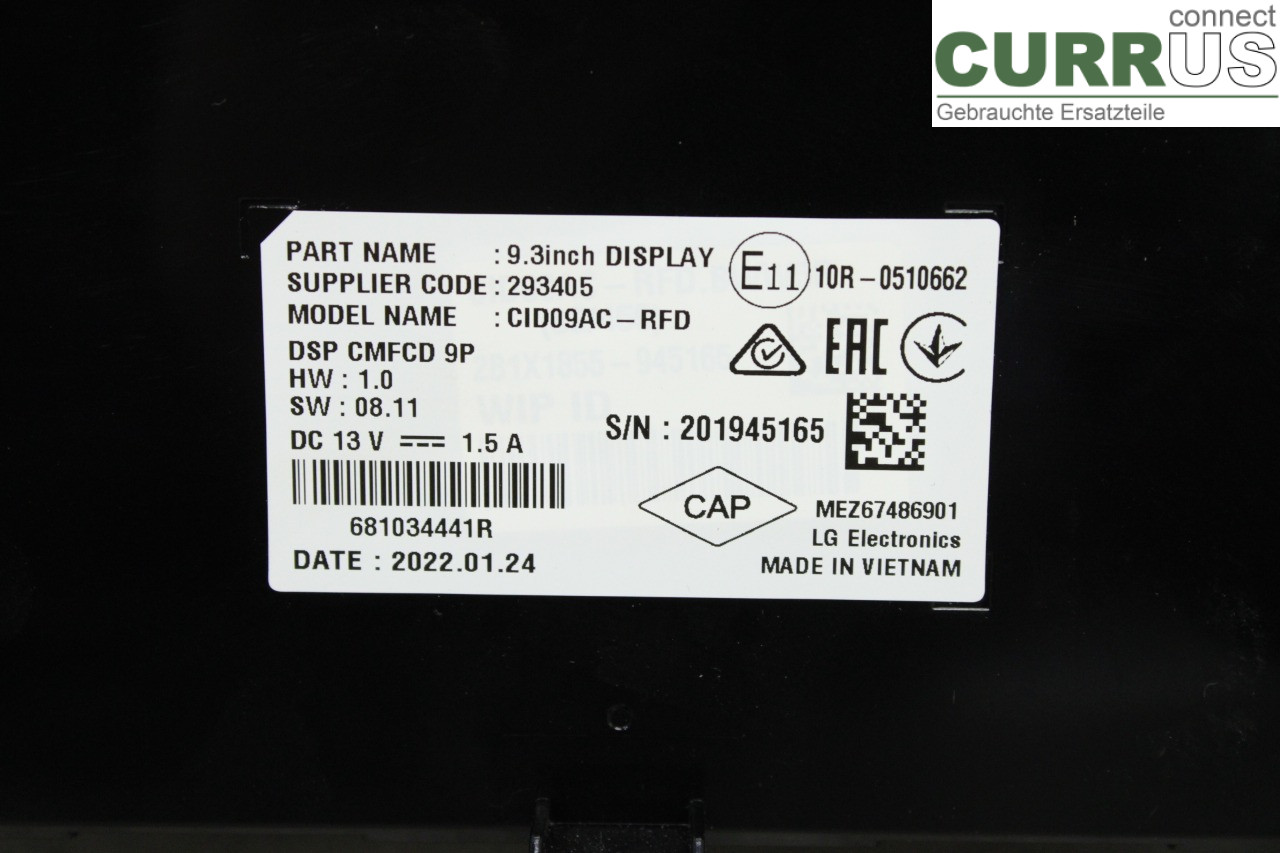 connect
CURRUS
Gebrauchte Ersatzteile
PART NAME : 9.3inch DISPLAY
SUPPLIER CODE : 293405
MODEL NAME : CID09AC-RFD
E11 10R-0510662
DSP CMFCD 9P
HW : 1.0
SW : 08.11
DC 13 V 1.5 A
EAC
S/N : 201945165
681034441R
DATE : 2022.01.24
CAP
MEZ67486901
LG Electronics
MADE IN VIETNAM